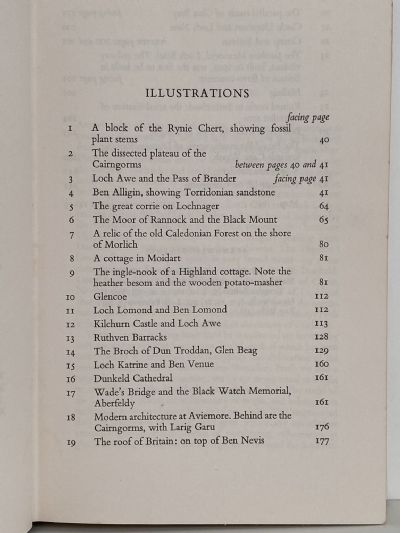 ILLUSTRATIONS
facing page
1 A block of the Rynie Chert, showing fossil
plant stems 40
2 The dissected plateau of the
Cairngorms between pages 40 and 41
3 Loch Awe and the Pass of Brander facing page 41
4 Ben Alligin, showing Torridonian sandstone 41
5 The great corrie on Lochnager 64
6 The Moor of Rannock and the Black Mount 65
7 A relic of the old Caledonian Forest on the shore
of Morlich 80
8 A cottage in Moidart 81
9 The ingle-nook of a Highland cottage. Note the
heather besom and the wooden potato-masher 81
10 Glencoe 112
11 Loch Lomond and Ben Lomond 112
12 Kilchurn Castle and Loch Awe 113
13 Ruthven Barracks 128
14 The Broch of Dun Troddan, Glen Beag 129
15 Loch Katrine and Ben Venue 160
16 Dunkeld Cathedral 161
17 Wade's Bridge and the Black Watch Memorial,
Aberfeldy 161
18 Modern architecture at Aviemore. Behind are the
Cairngorms, with Larig Garu 176
19 The roof of Britain: on top of Ben Nevis 177